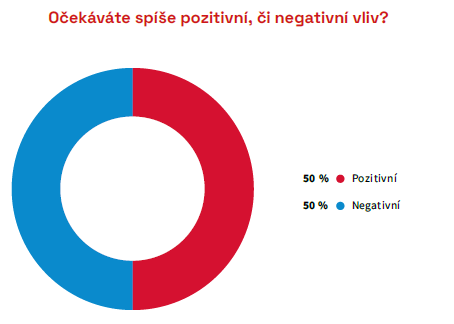 Očekáváte spíše pozitivní, či negativní vliv?
50 % Pozitivní
50 % Negativní